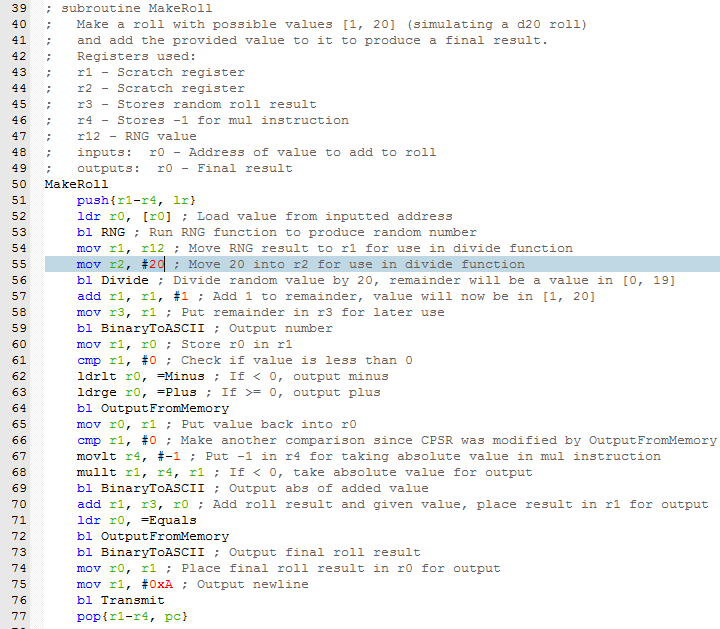 39 ; subroutine MakeRoll
40 ;   Make a roll with possible values [1, 20] (simulating a d20 roll)
41 ;   and add the provided value to it to produce a final result.
42 ;   Registers used:
43 ;   r1 - Scratch register
44 ;   r2 - Scratch register
45 ;   r3 - Stores random roll result
46 ;   r4 - Stores -1 for mul instruction
47 ;   r12 - RNG value
48 ;   inputs:  r0 - Address of value to add to roll
49 ;   outputs:  r0 - Final result
50 MakeRoll
51     push{r1-r4, lr}
52     ldr r0, [r0] ; Load value from inputted address
53     bl RNG ; Run RNG function to produce random number
54     mov r1, r12 ; Move RNG result to r1 for use in divide function
55     mov r2, #20 ; Move 20 into r2 for use in divide function
56     bl Divide ; Divide random value by 20, remainder will be a value in [0, 19]
57     add r1, r1, #1 ; Add 1 to remainder, value will now be in [1, 20]
58     mov r3, r1 ; Put remainder in r3 for later use
59     bl BinaryToASCII ; Output number
60     mov r1, r0 ; Store r0 in r1
61     cmp r1, #0 ; Check if value is less than 0
62     ldrlt r0, =Minus ; If < 0, output minus
63     ldrge r0, =Plus ; If >= 0, output plus
64     bl OutputFromMemory
65     mov r0, r1 ; Put value back into r0
66     cmp r1, #0 ; Make another comparison since CPSR was modified by OutputFromMemory
67     movlt r4, #-1 ; Put -1 in r4 for taking absolute value in mul instruction
68     mullt r1, r4, r1 ; If < 0, take absolute value for output
69     bl BinaryToASCII ; Output abs of added value
70     add r1, r3, r0 ; Add roll result and given value, place result in r1 for output
71     ldr r0, =Equals
72     bl OutputFromMemory
73     bl BinaryToASCII ; Output final roll result
74     mov r0, r1 ; Place final roll result in r0 for output
75     mov r1, #0xA ; Output newline
76     bl Transmit
77     pop{r1-r4, pc}